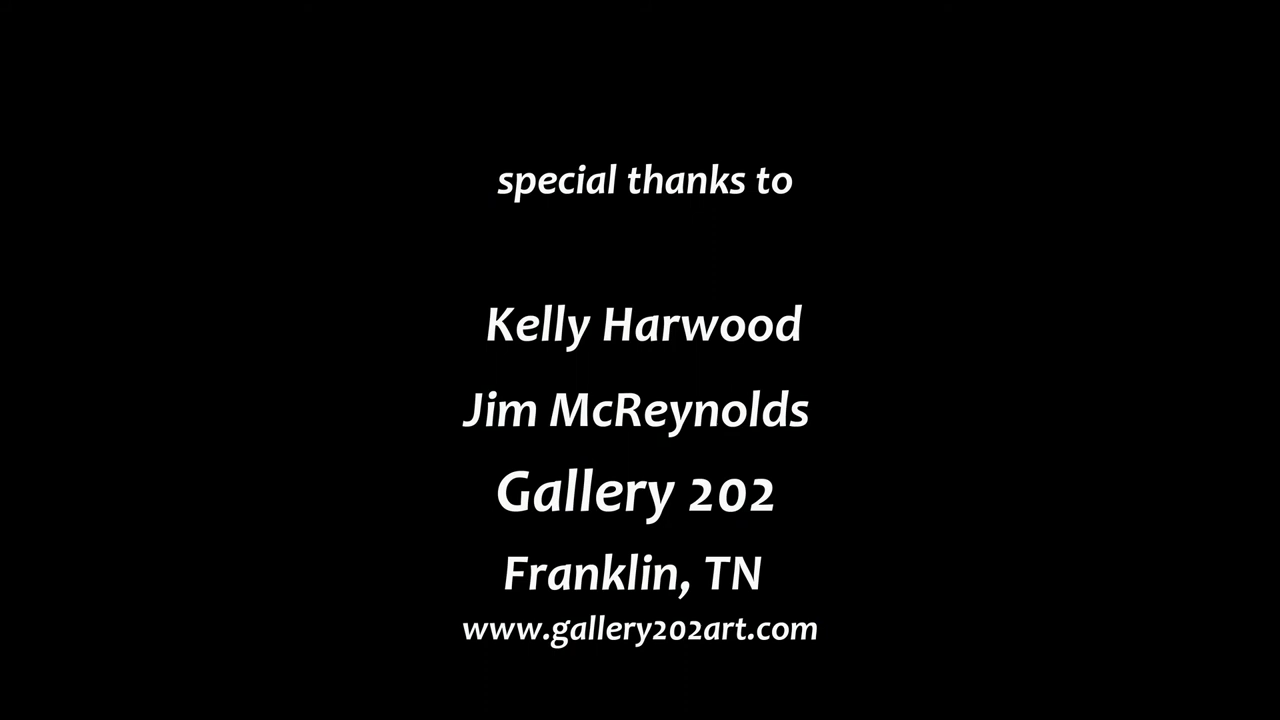 special thanks to
Kelly Harwood
Jim McReynolds
Gallery 202
Franklin, TN
www.gallery202art.com